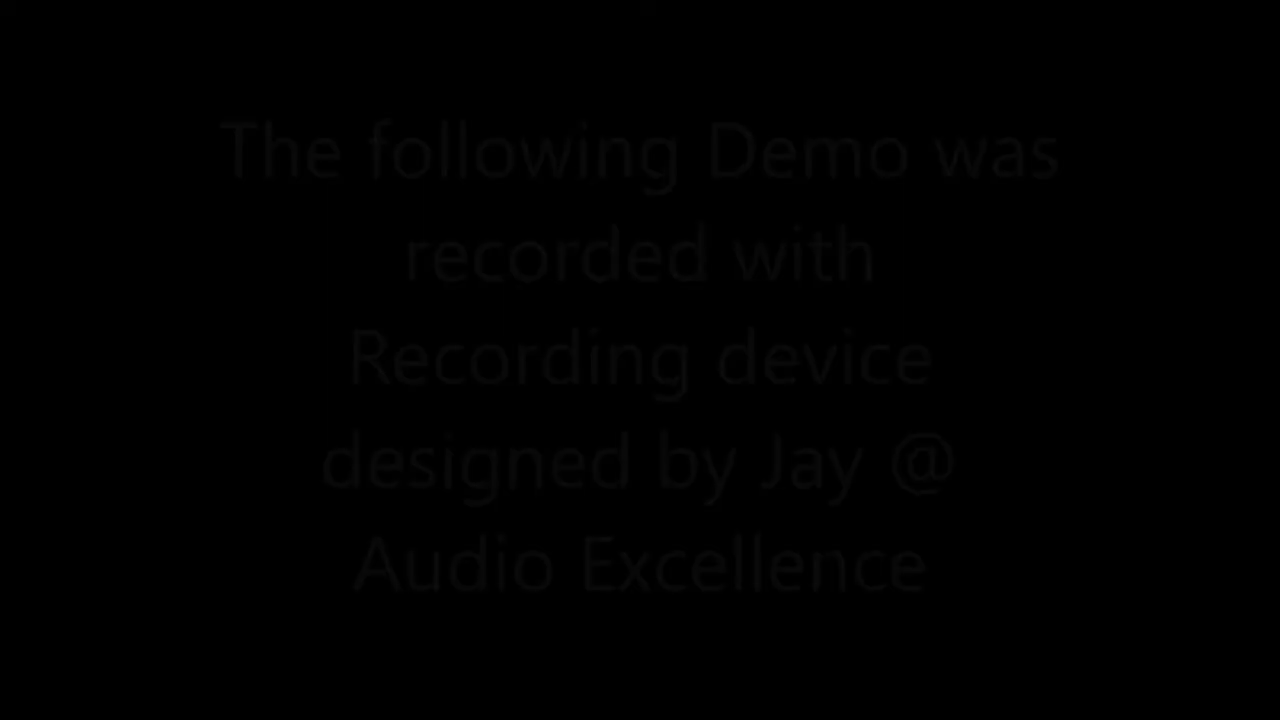 The following Demo was
recorded with
Recording device
designed by Jay @
Audio Excellence